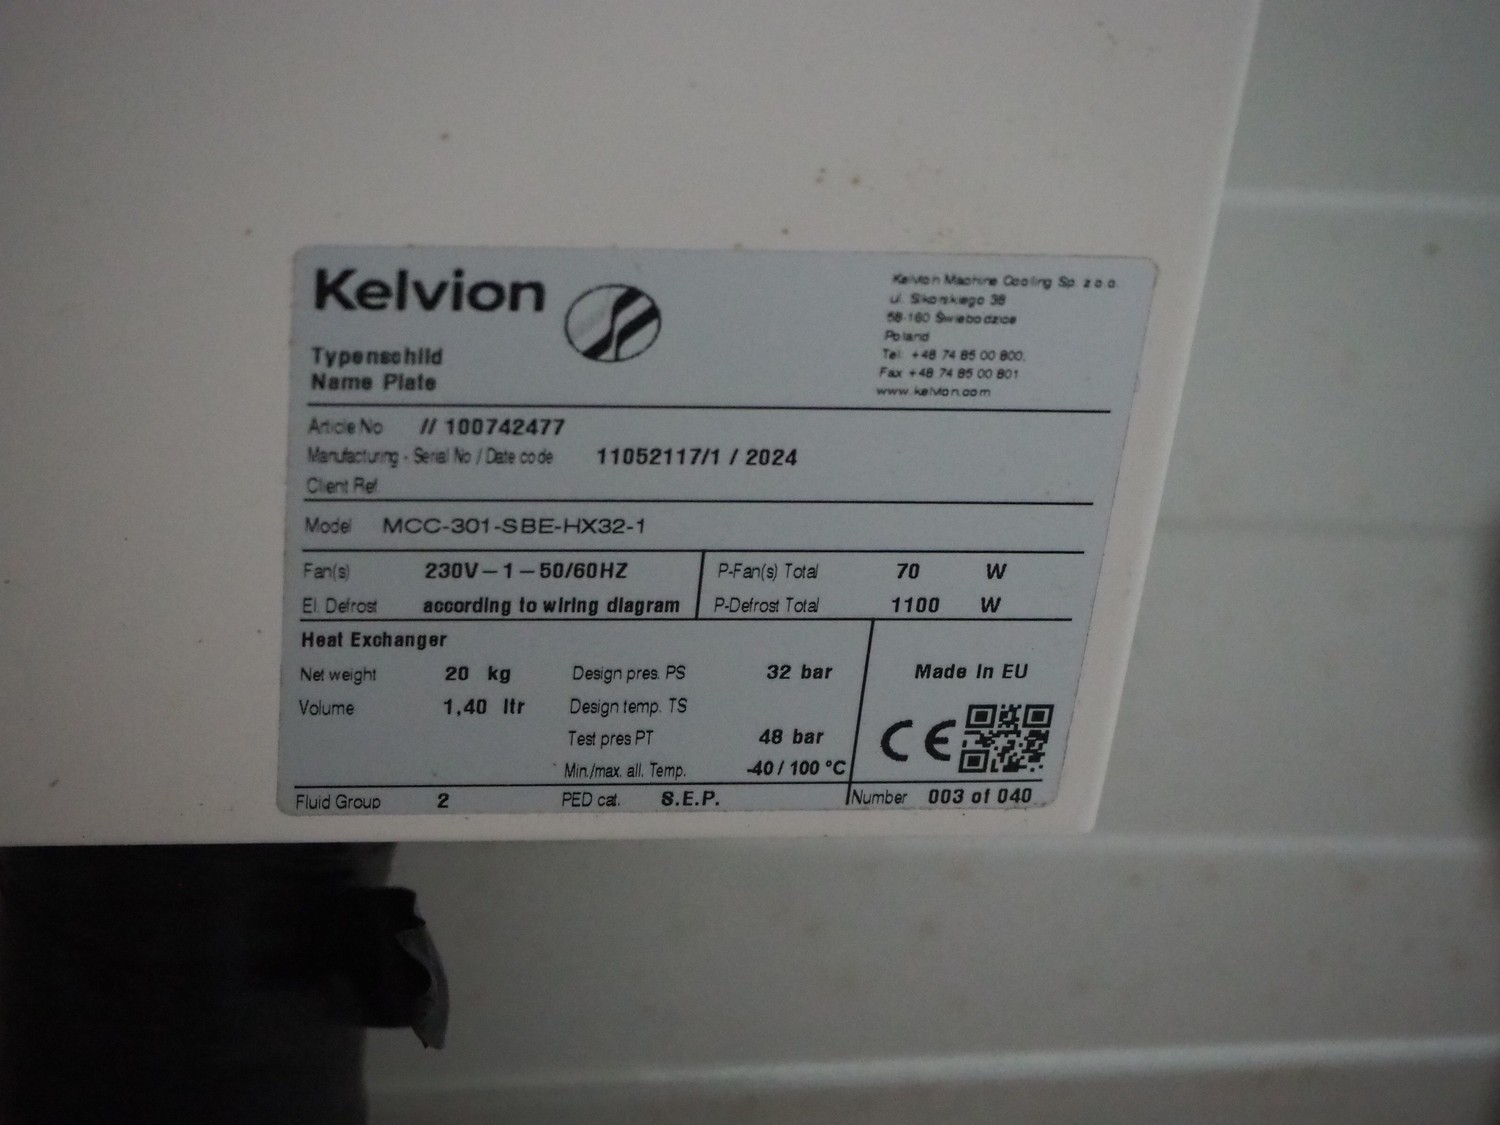 Kelvion
Kelvion Machine Cooling Sp. z o.o.
ul. Sikorskiego 38
58-160 Świebodzice
Poland
Tel: +48 74 85 00 800.
Fax +48 74 85 00 801
www.kelvion.com
Typenschild
Name Plate
Article No // 100742477
Manufacturing - Serial No / Date code 11052117/1 / 2024
Client Ref
Model MCC-301-SBE-HX32-1
Fan(s) 230V – 1 – 50/60HZ P-Fan(s) Total 70 W
El. Defrost according to wiring diagram P-Defrost Total 1100 W
Heat Exchanger
Net weight 20 kg Design pres. PS 32 bar Made In EU
Volume 1,40 ltr Design temp. TS
Test pres PT 48 bar CE
Min./max. all. Temp. -40 / 100 °C
Fluid Group 2 PED cat. S.E.P. Number 003 of 040